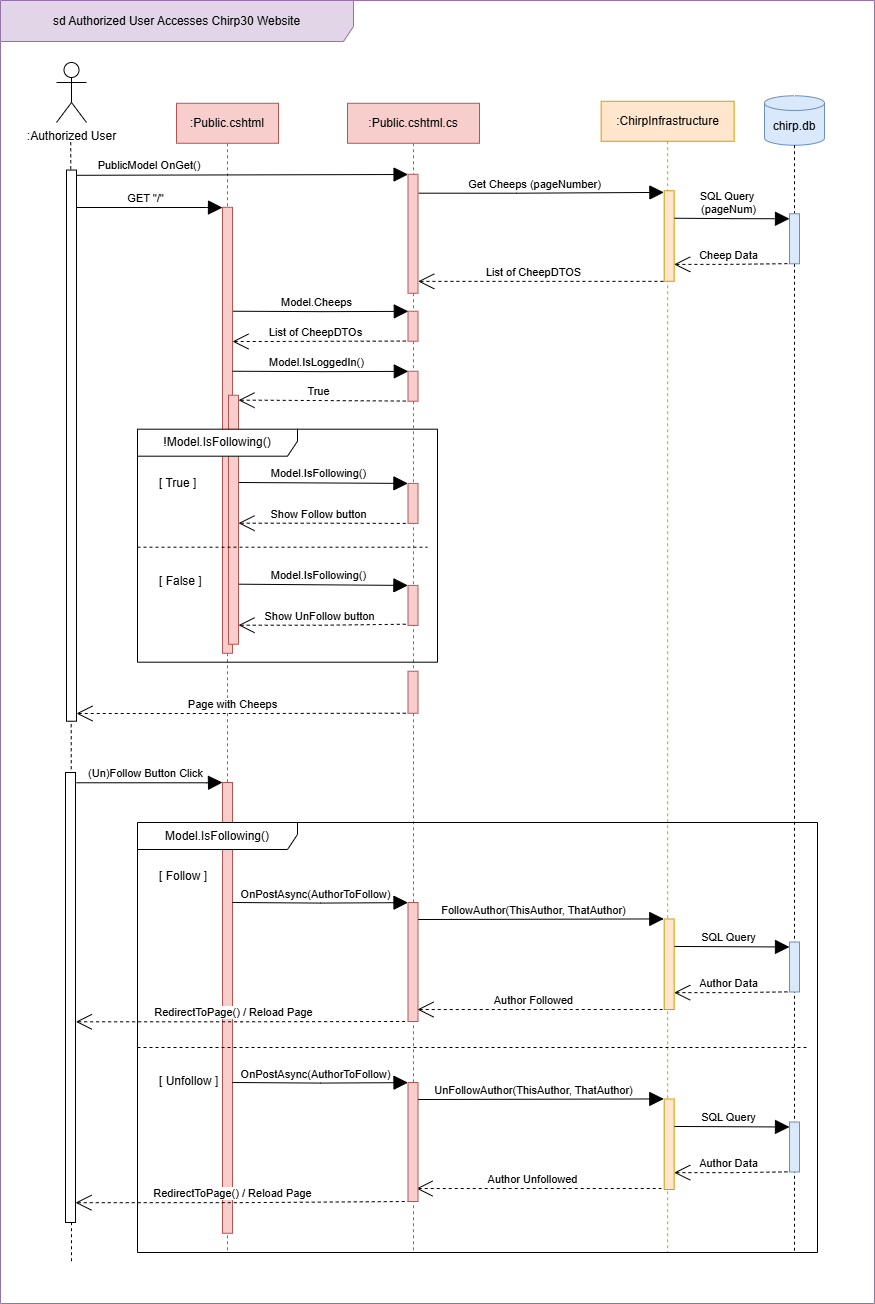 sd Authorized User Accesses Chirp30 Website
:Authorized User
:Public.cshtml
:Public.cshtml.cs
:ChirpInfrastructure
chirp.db
PublicModel OnGet()
GET "/"
Get Cheeps (pageNumber)
SQL Query
(pageNum)
Cheep Data
List of CheepDTOS
Model.Cheeps
List of CheepDTOs
Model.IsLoggedIn()
True
!Model.IsFollowing()
[ True ]
Model.IsFollowing()
Show Follow button
[ False ]
Model.IsFollowing()
Show UnFollow button
Page with Cheeps
(Un)Follow Button Click
Model.IsFollowing()
[ Follow ]
OnPostAsync(AuthorToFollow)
FollowAuthor(ThisAuthor, ThatAuthor)
SQL Query
Author Data
Author Followed
RedirectToPage() / Reload Page
[ Unfollow ]
OnPostAsync(AuthorToFollow)
UnFollowAuthor(ThisAuthor, ThatAuthor)
SQL Query
Author Data
Author Unfollowed
RedirectToPage() / Reload Page